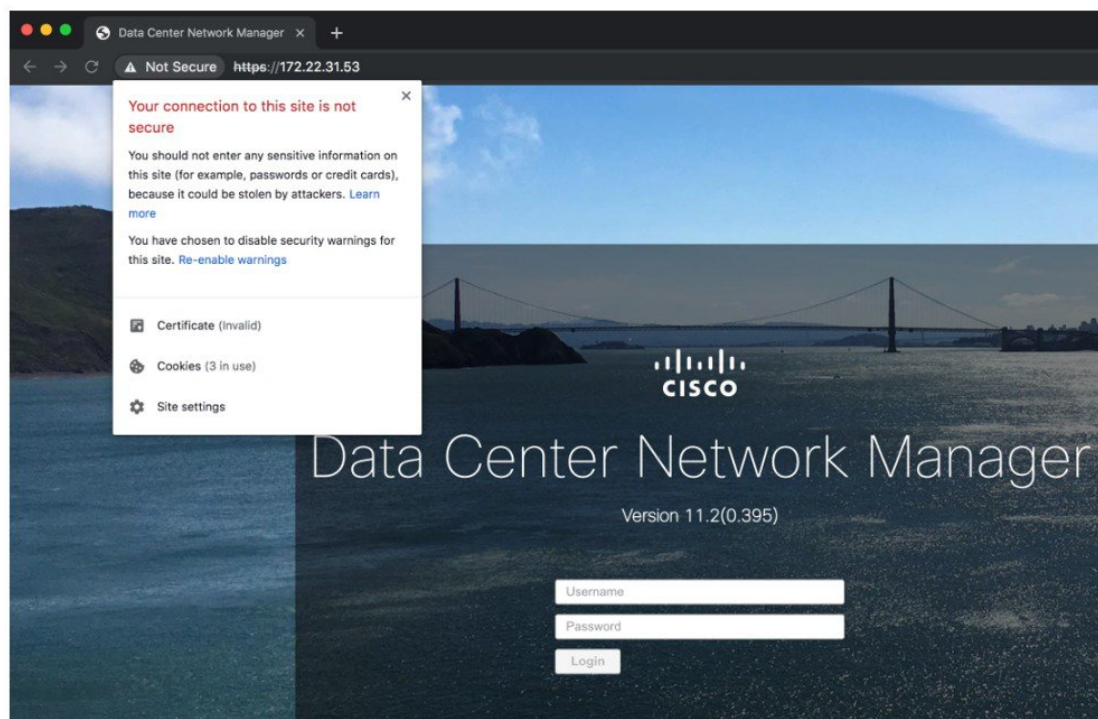 Data Center Network Manager
Not Secure https://172.22.31.53
Your connection to this site is not
secure
You should not enter any sensitive information on
this site (for example, passwords or credit cards),
because it could be stolen by attackers. Learn
more
You have chosen to disable security warnings for
this site. Re-enable warnings
Certificate (Invalid)
Cookies (3 in use)
Site settings
CISCO
Data Center Network Manager
Version 11.2(0.395)
Username
Password
Login